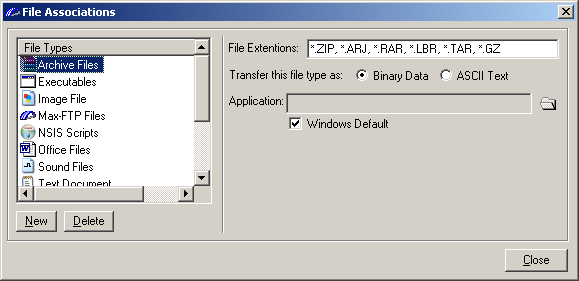 File Associations
File Types
Archive Files
Executables
Image File
Max-FTP Files
NSIS Scripts
Office Files
Sound Files
Text Document
New Delete
File Extentions: *.ZIP, *.ARJ, *.RAR, *.LBR, *.TAR, *.GZ
Transfer this file type as: Binary Data ASCII Text
Application:
Windows Default
Close